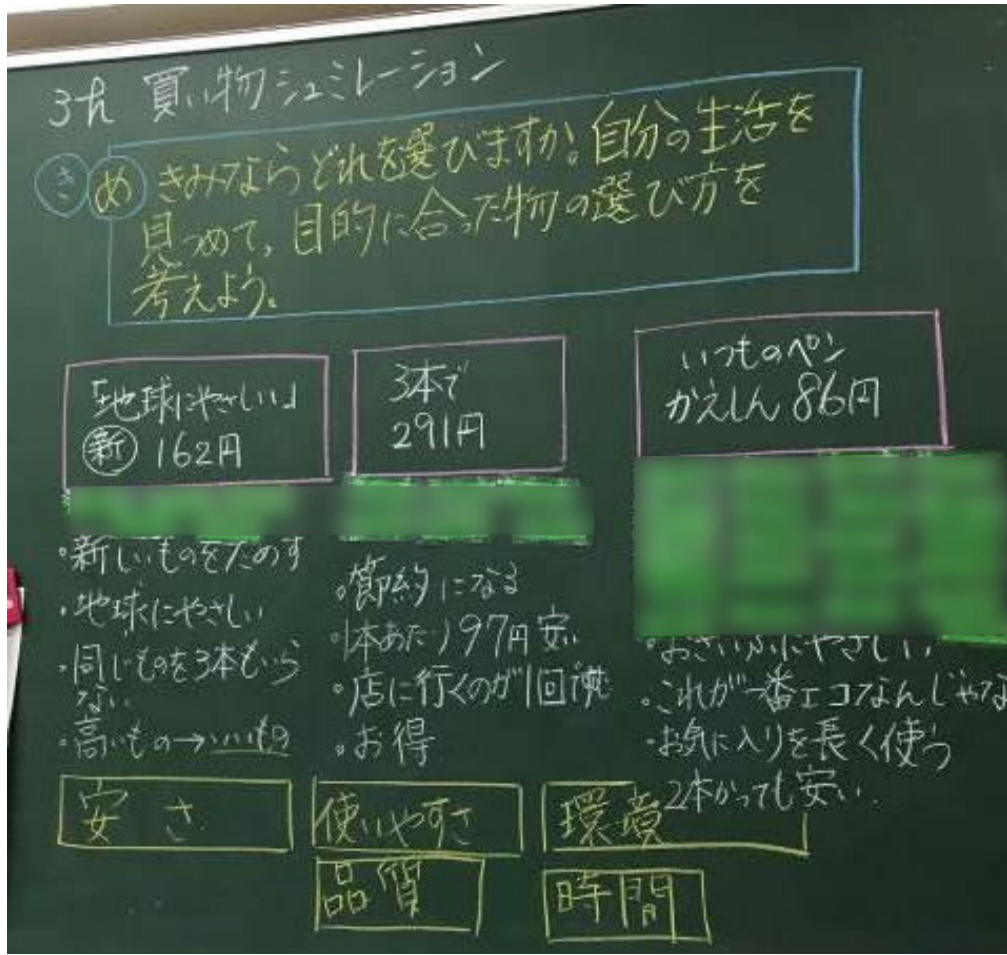 3h 買い物シュミレーション
き め きみならどれを選びますか。自分の生活を
見つめて、目的に合った物の選び方を
考えよう。
「地球にやさしい」
新 162円
3本で
291円
いつものペン
かえしん 86円
・新しいものをためす
・地球にやさしい
・同じものを3本もいら
ない
・高いもの→いいもの
・節約になる
・1本あたり97円 安い
・店に行くのが1回で済む
・お得
・おさいふにやさしい
・これが一番エコなんじゃな
・お気に入りを長く使う
2本かっても安い.
安さ
使いやすさ
環境
品質
時間